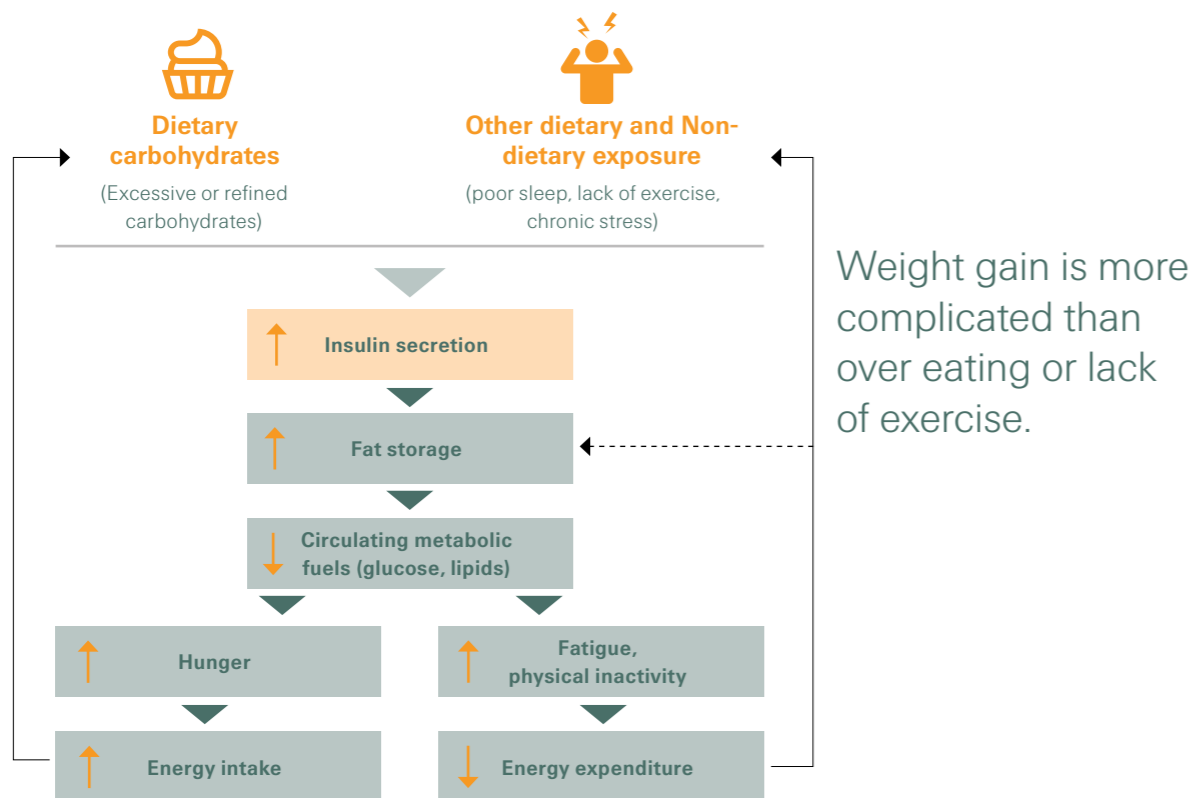 Dietary
carbohydrates
(Excessive or refined
carbohydrates)
Other dietary and Non-
dietary exposure
(poor sleep, lack of exercise,
chronic stress)
Insulin secretion
Fat storage
Circulating metabolic
fuels (glucose, lipids)
Hunger
Fatigue,
physical inactivity
Energy intake
Energy expenditure
Weight gain is more
complicated than
over eating or lack
of exercise.